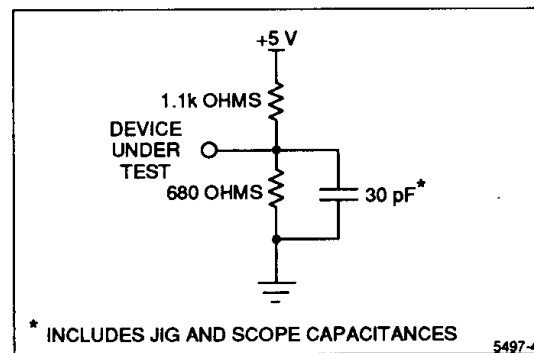 +5 V
1.1k OHMS
DEVICE
UNDER
TEST
680 OHMS
30 pF*
* INCLUDES JIG AND SCOPE CAPACITANCES
5497-4